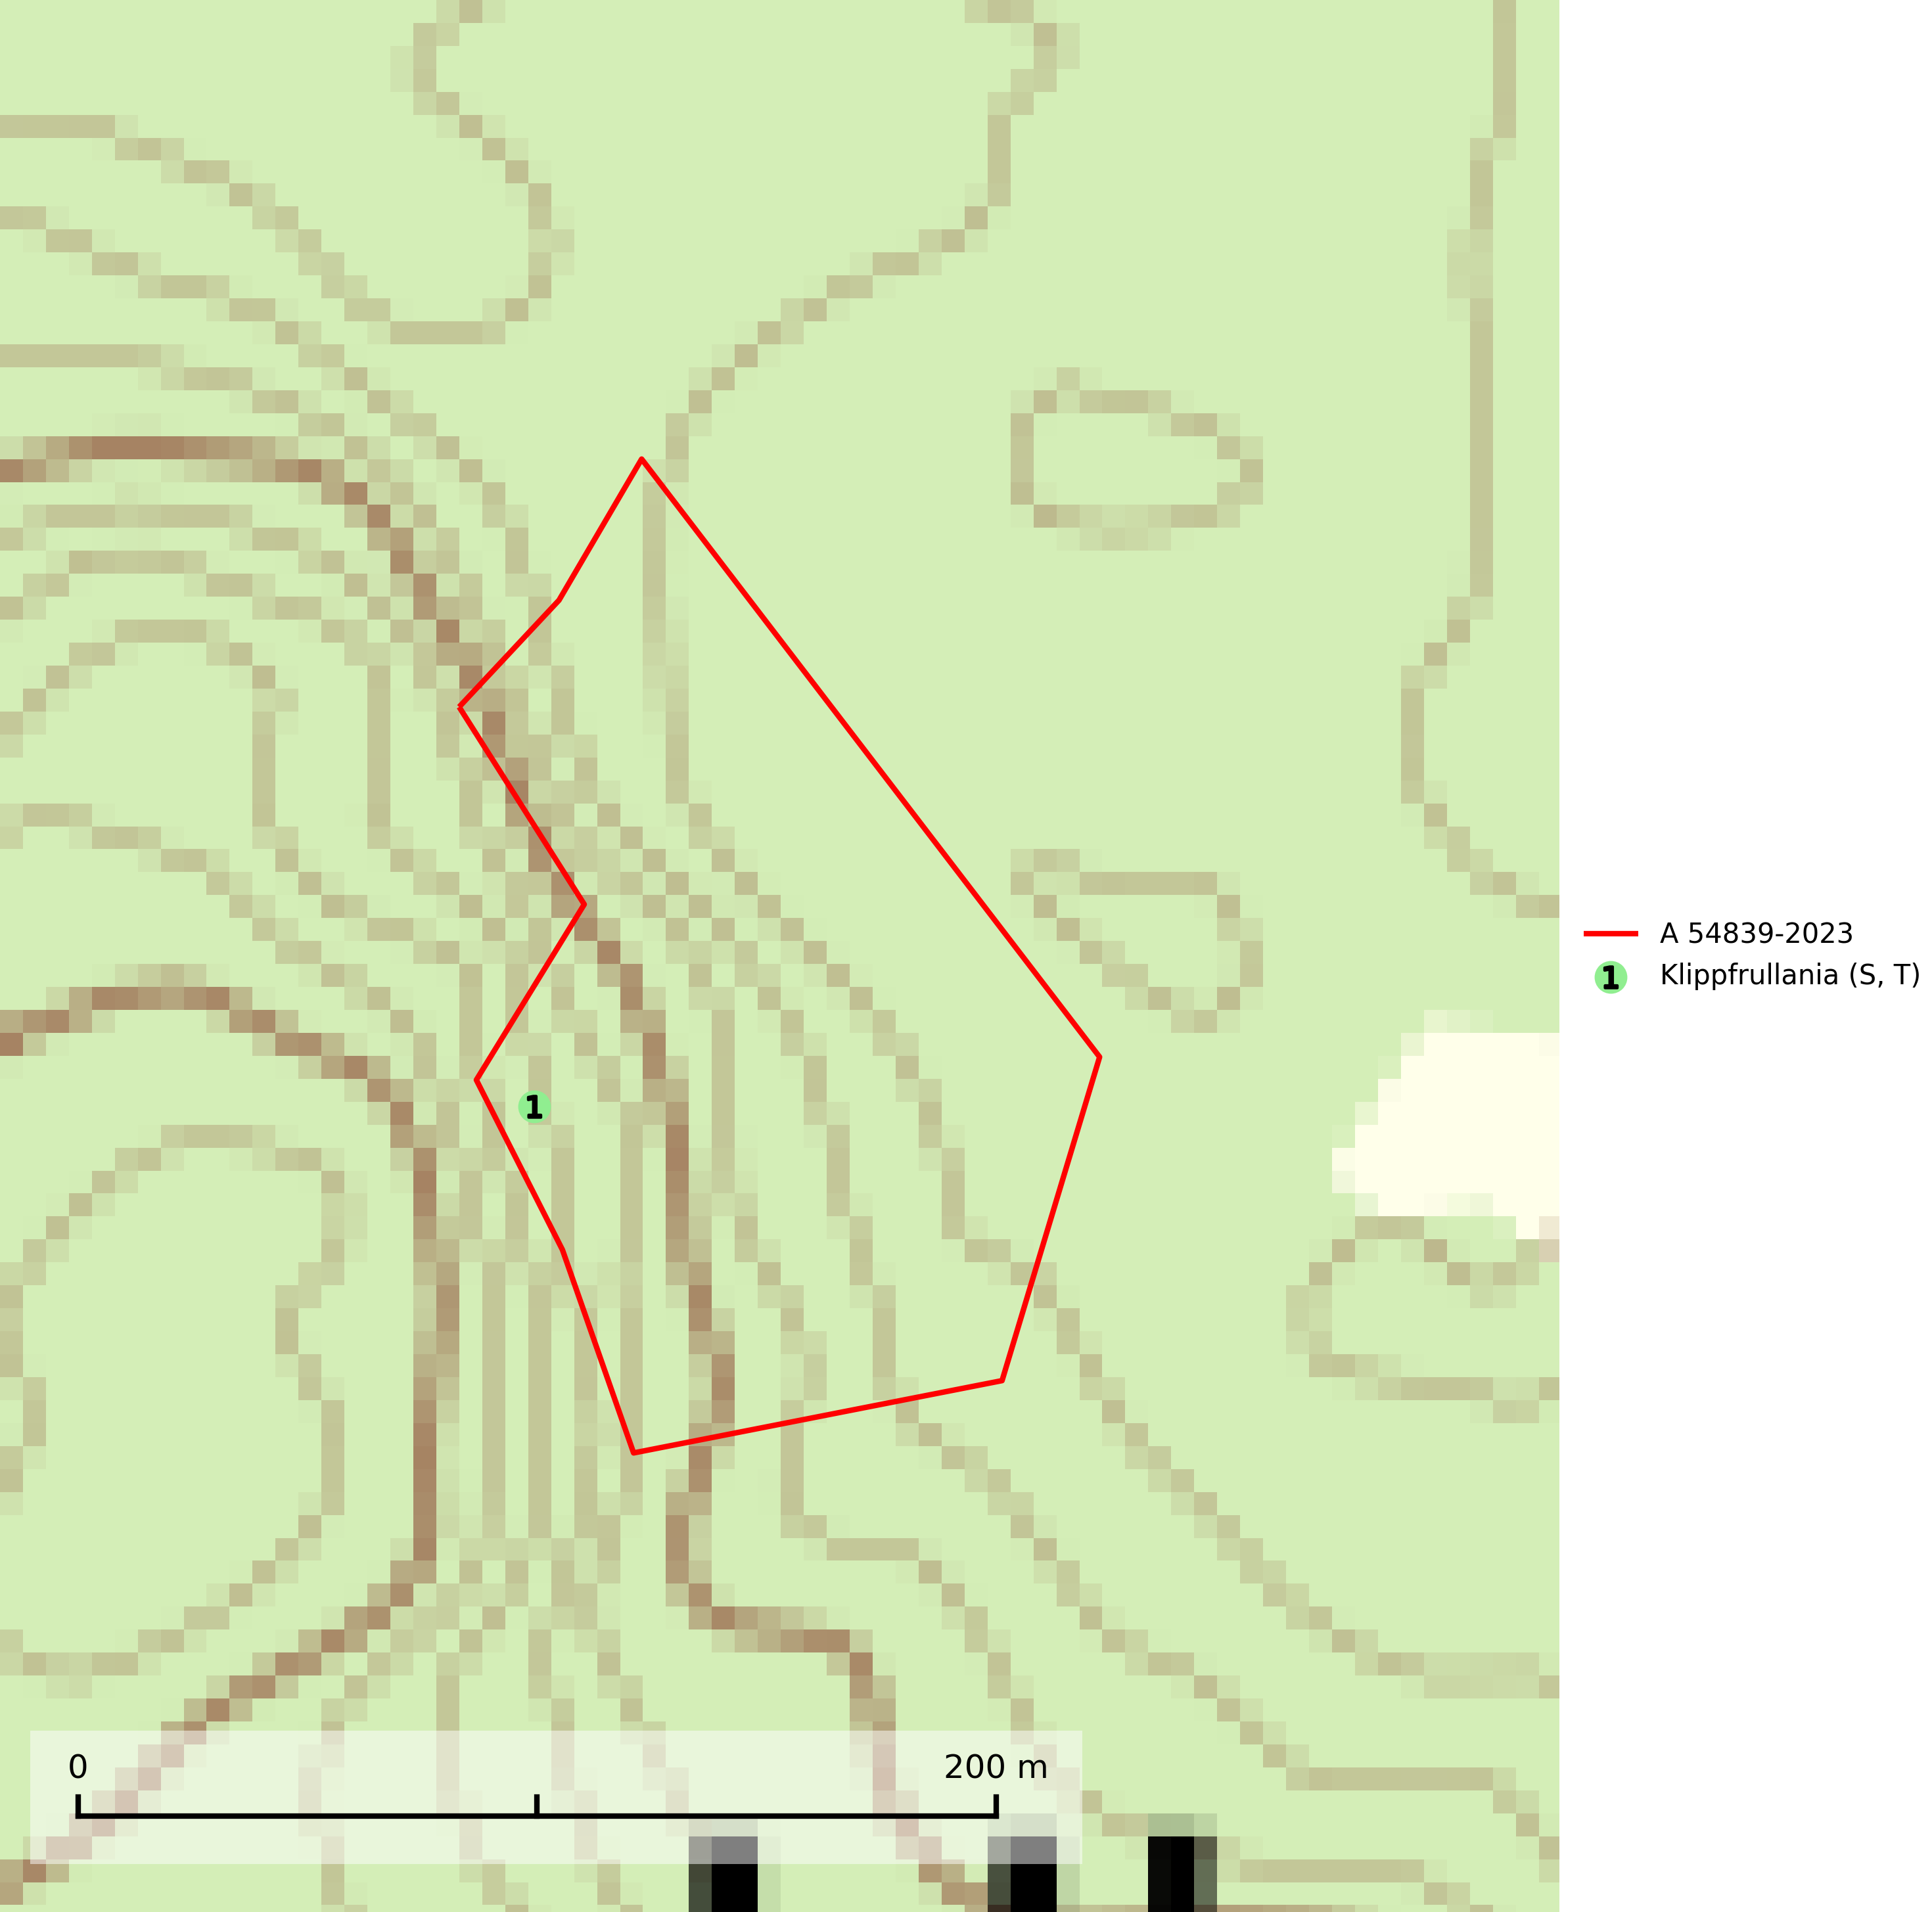 A 54839-2023
1 Klippfrullania (S, T)
1
0 200 m